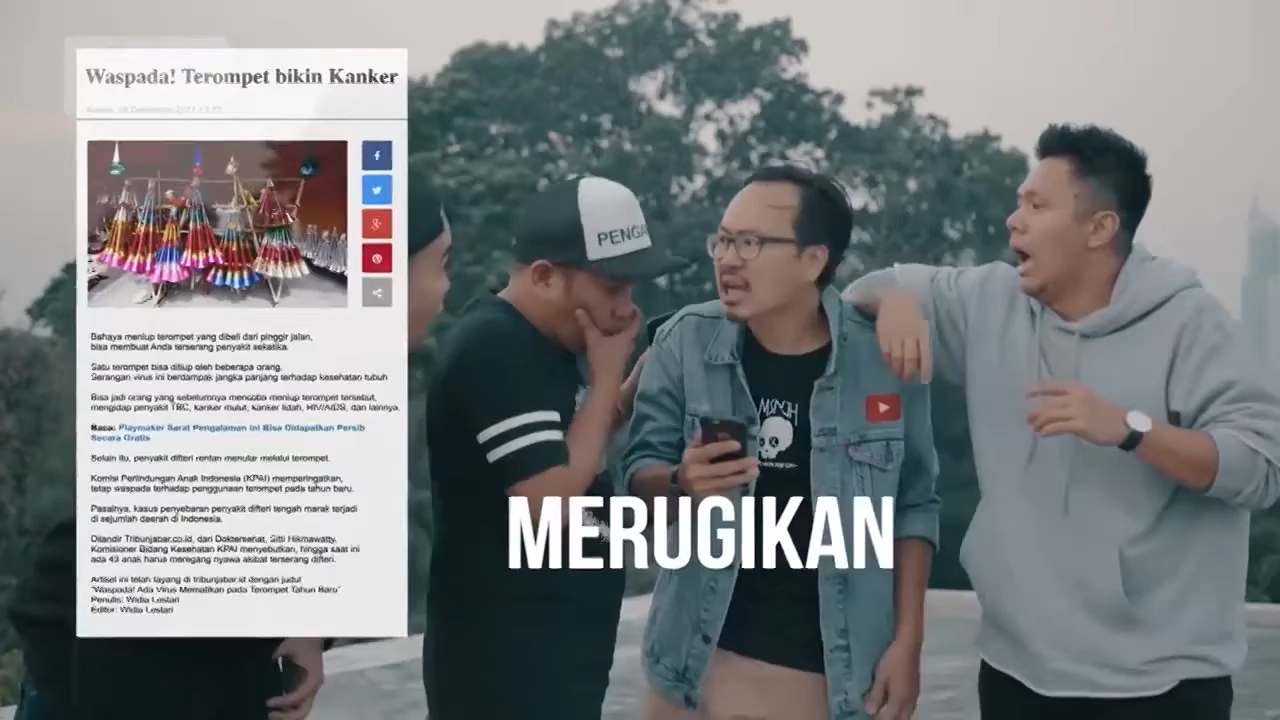 Waspada! Terompet bikin Kanker
Bahaya meniup terompet yang dibeli dari pinggir jalan,
bisa membuat Anda terserang penyakit seketika.
Satu terompet bisa ditiup oleh beberapa orang.
Serangan virus ini berdampak jangka panjang terhadap kesehatan tubuh
Bisa jadi orang yang sebelumnya mencoba meniup terompet tersebut,
mengidap penyakit TBC, kanker mulut, kanker lidah, HIV/AIDS, dan lainnya.
Baca: Playmaker Sarat Pengalaman ini Bisa Didapatkan Persib
Secara Gratis
Selain itu, penyakit difteri rentan menular melalui terompet.
Komisi Perlindungan Anak Indonesia (KPAI) memperingatkan,
tetap waspada terhadap penggunaan terompet pada tahun baru.
Pasalnya, kasus penyebaran penyakit difteri tengah marak terjadi
di sejumlah daerah di Indonesia.
Dilandir Tribunjabar.co.id, dari Doktersehat, Sitti Hikmawatty,
Komisioner Bidang Kesehatan KPAI menyebutkan, hingga saat ini
ada 43 anak harus meregang nyawa akibat terserang difteri.
Artikel ini telah tayang di tribunjabar.id dengan judul
"Waspada! Ada Virus Mematikan pada Terompet Tahun Baru"
Penulis: Widia Lestari
Editor: Widia Lestari
PENGA
MERUGIKAN